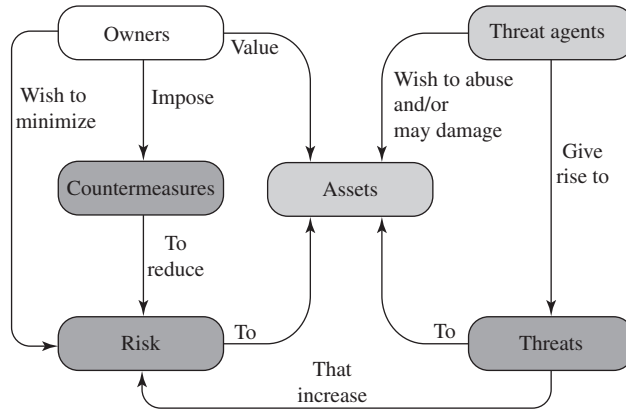 Owners
Value
Threat agents
Wish to
minimize
Impose
Wish to abuse
and/or
may damage
Give
rise to
Countermeasures
Assets
To
reduce
Risk
To
To
Threats
That
increase